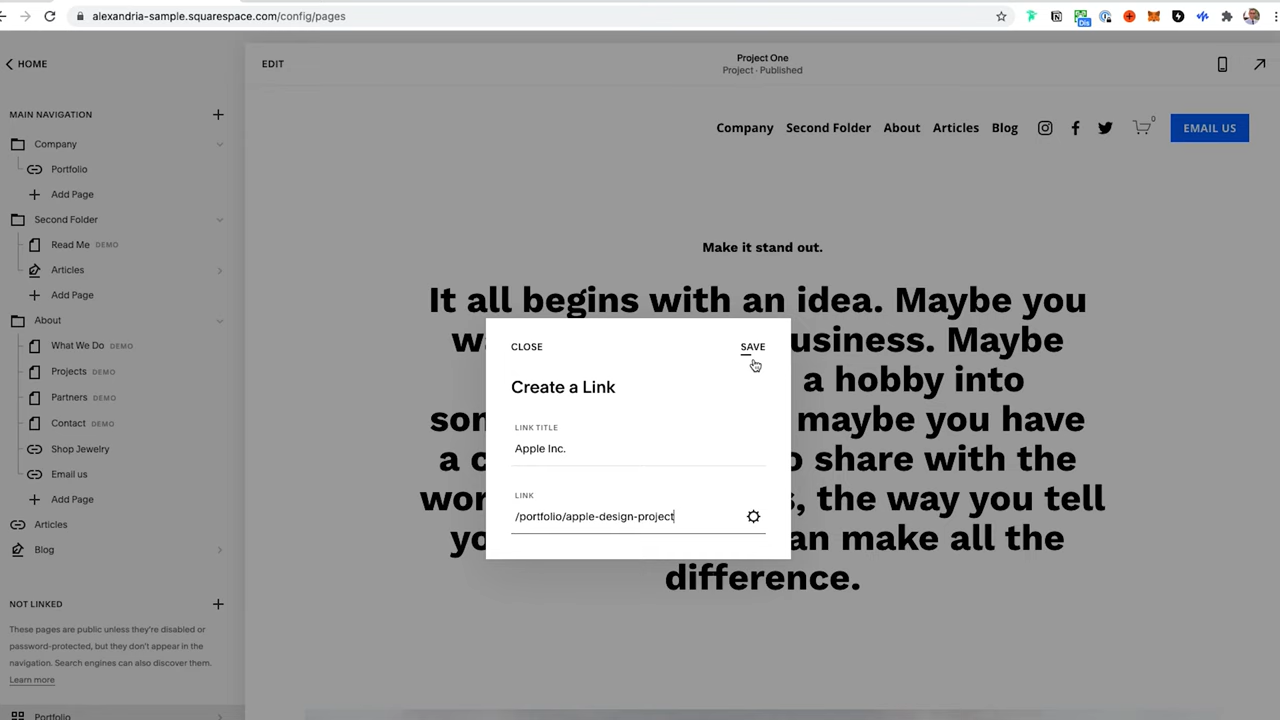 alexandria-sample.squarespace.com/config/pages
Dis
HOME
EDIT
Project One
Project · Published
MAIN NAVIGATION
Company
Portfolio
Add Page
Second Folder
Read Me DEMO
Articles
Add Page
About
What We Do DEMO
Projects DEMO
Partners DEMO
Contact DEMO
Shop Jewelry
Email us
Add Page
Articles
Blog
NOT LINKED
These pages are public unless they're disabled or
password-protected, but they don't appear in the
navigation. Search engines can also discover them.
Learn more
Portfolio
Company Second Folder About Articles Blog 0 EMAIL US
Make it stand out.
It all begins with an idea. Maybe you
usiness. Maybe
a hobby into
maybe you have
a share with the
wor s, the way you tell
an make all the
difference.
CLOSE SAVE
Create a Link
LINK TITLE
Apple Inc.
LINK
/portfolio/apple-design-project